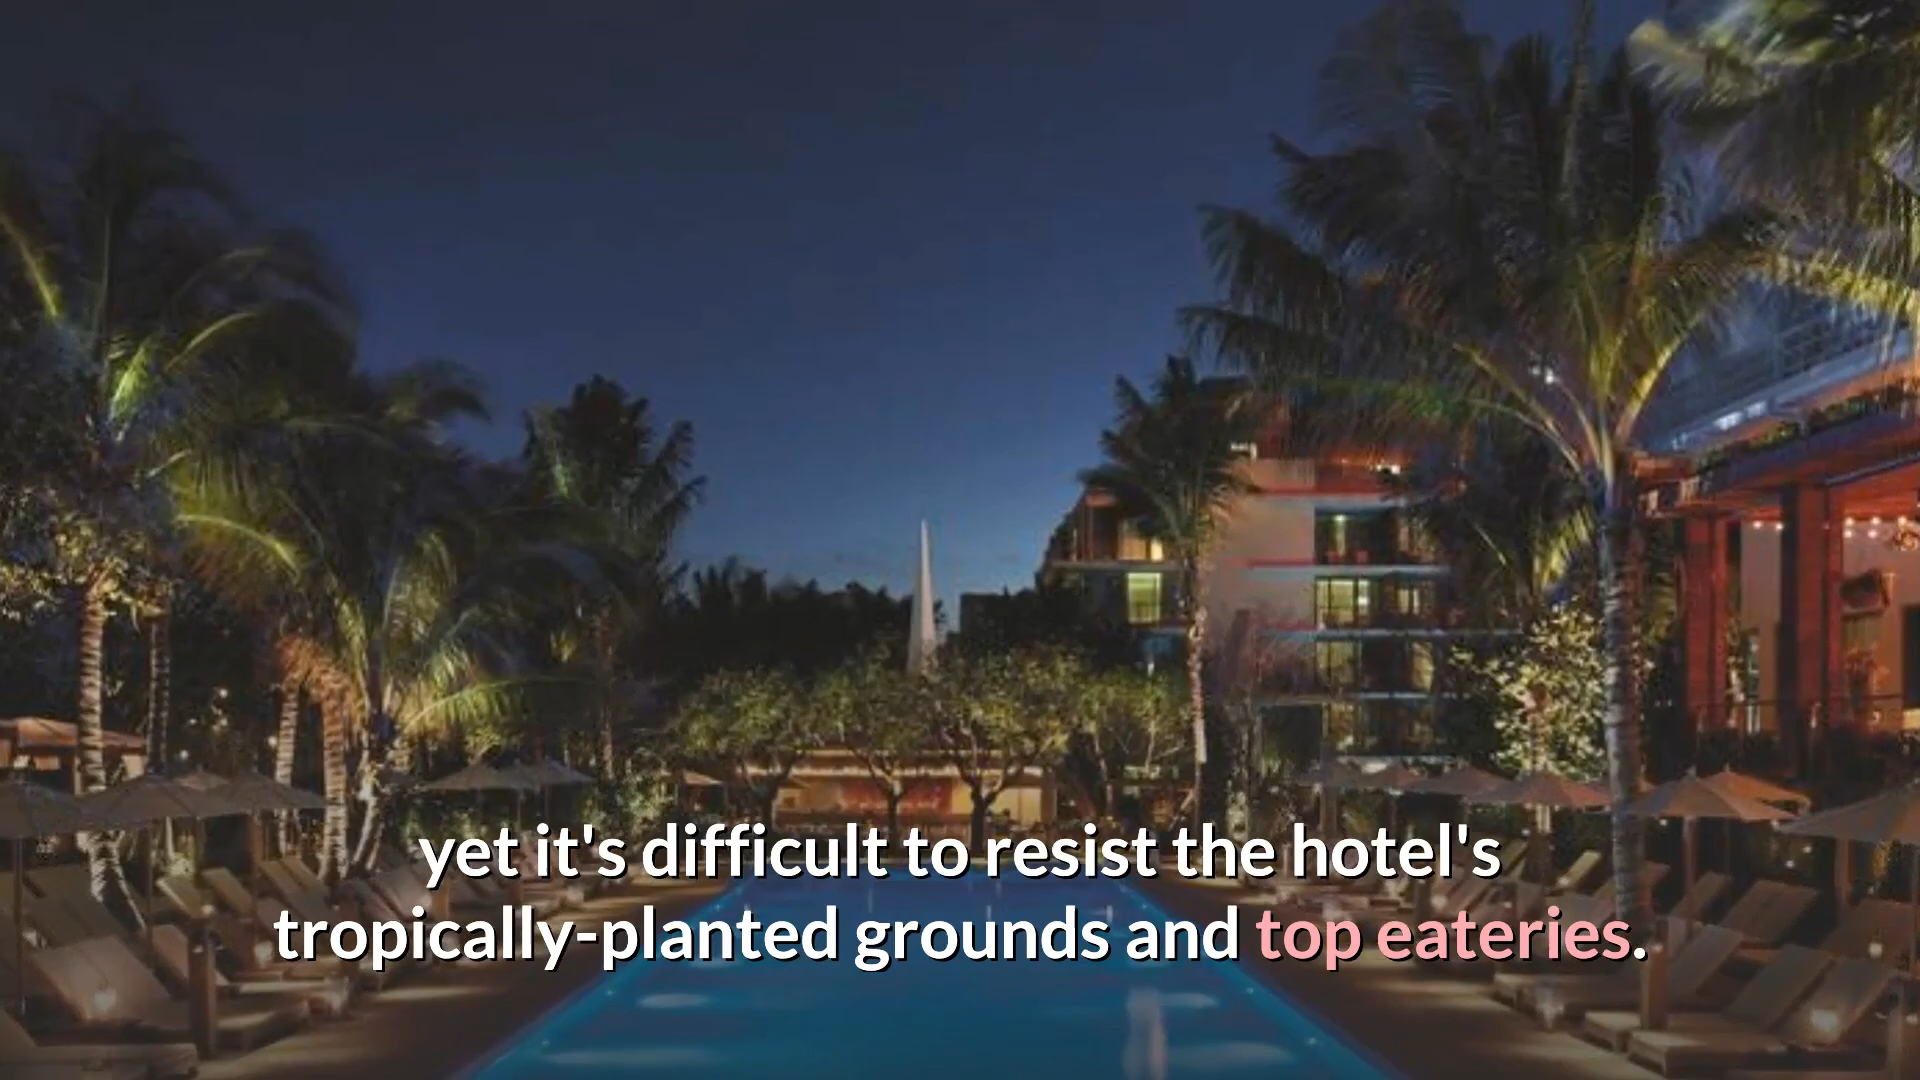 yet it's difficult to resist the hotel's
tropically-planted grounds and top eateries.